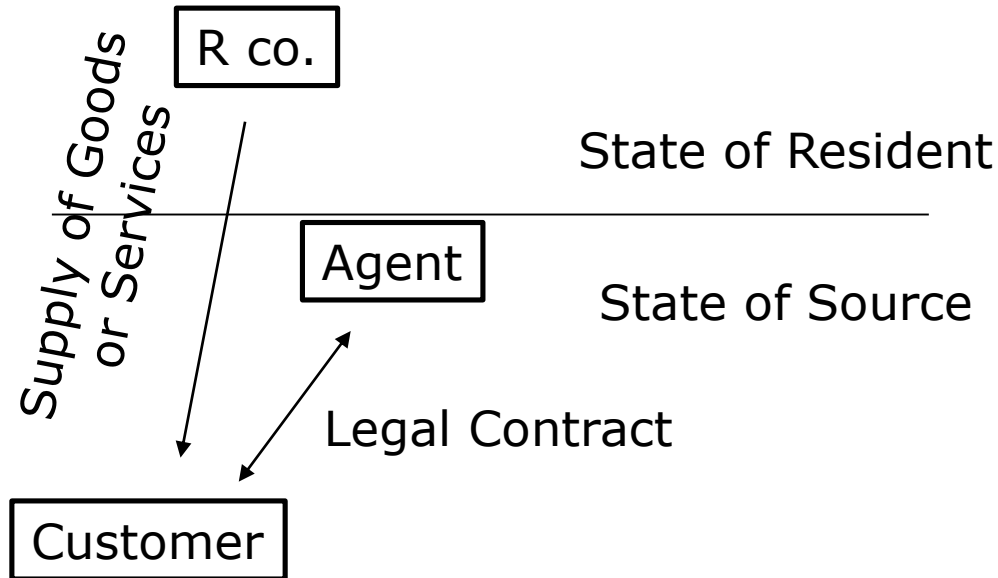 R co.
Supply of Goods
or Services
State of Resident
Agent
State of Source
Legal Contract
Customer